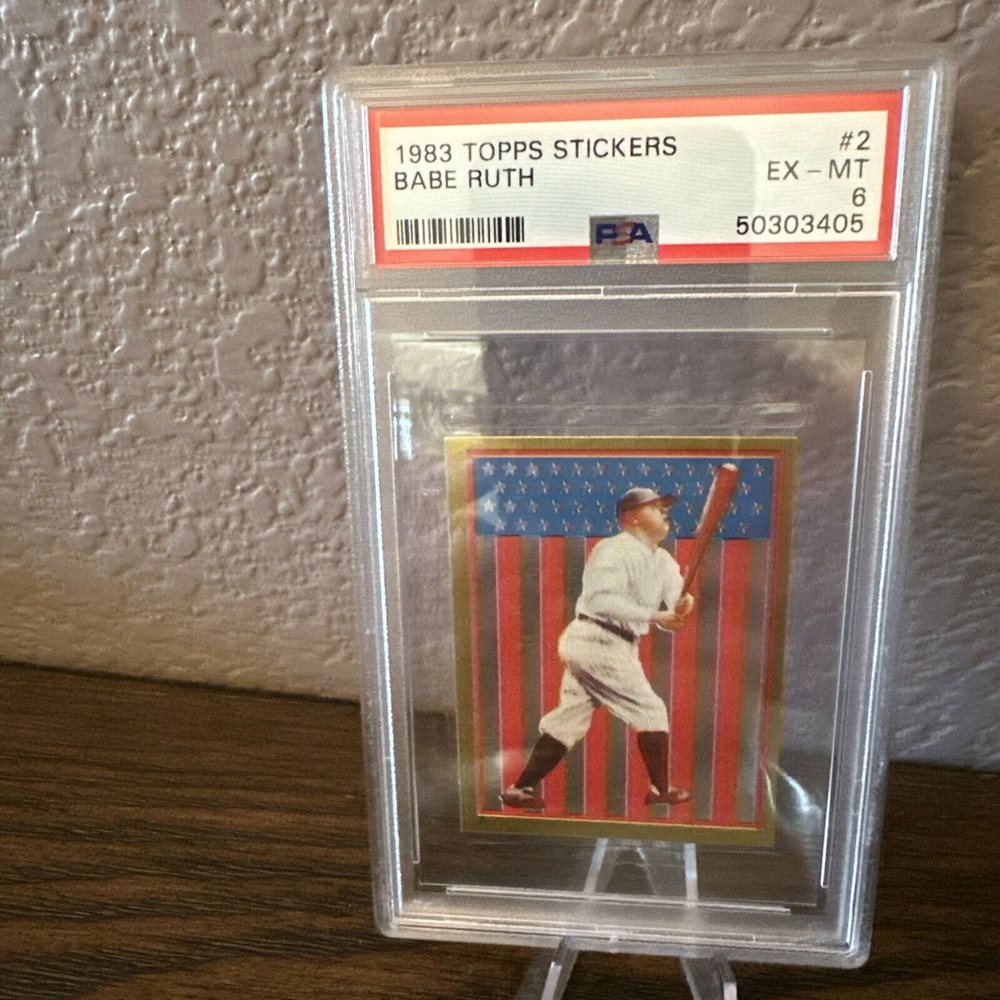 1983 TOPPS STICKERS #2
BABE RUTH EX - MT
6
PSA 50303405